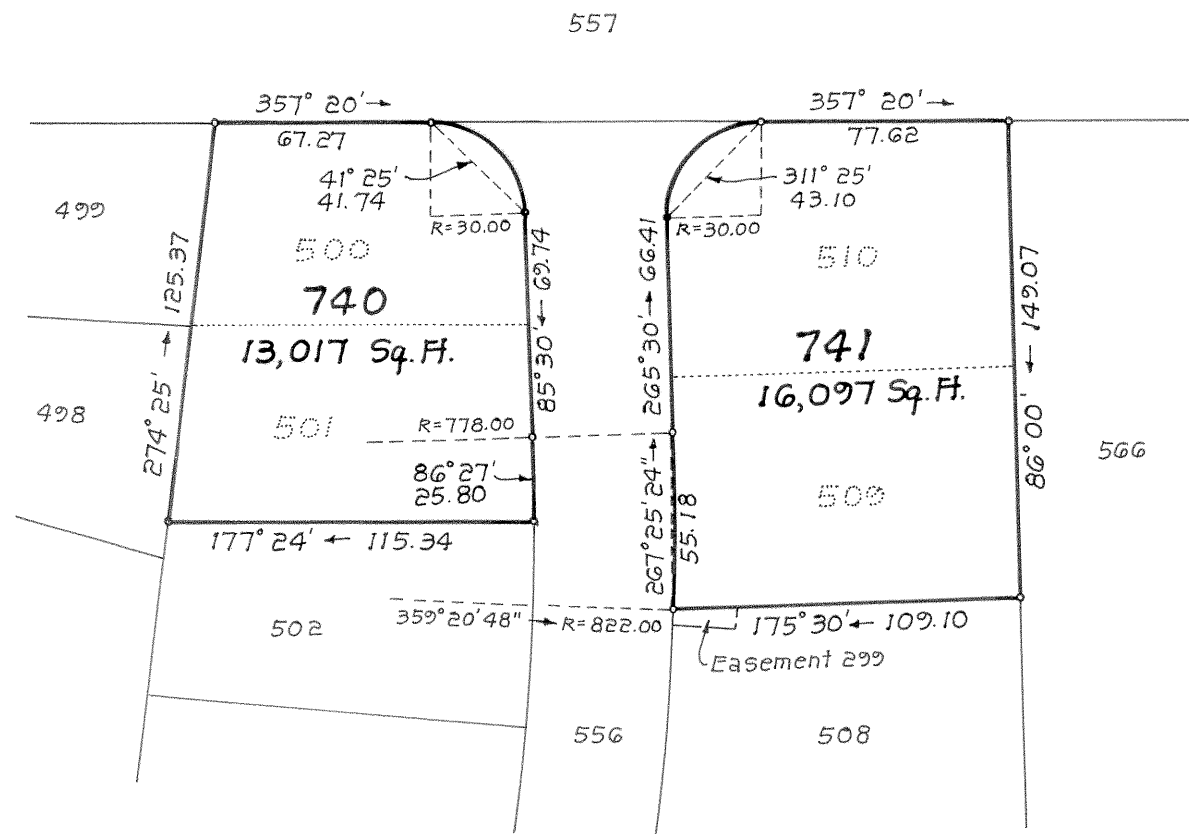 557
357° 20' →
357° 20' →
67.27
77.62
41° 25'
41.74
311° 25'
43.10
R=30.00
R=30.00
499
500
510
125.37
69.74
66.41
149.07
740
741
13,017 Sq.Ft.
16,097 Sq.Ft.
274° 25' →
85° 30' ←
265° 30' →
86° 00' ←
498
501
R=778.00
86° 27'
25.80
267° 25' 24" →
55.18
509
566
177° 24' ← 115.34
359° 20' 48" → R=822.00
175° 30' ← 109.10
502
Easement 299
556
508